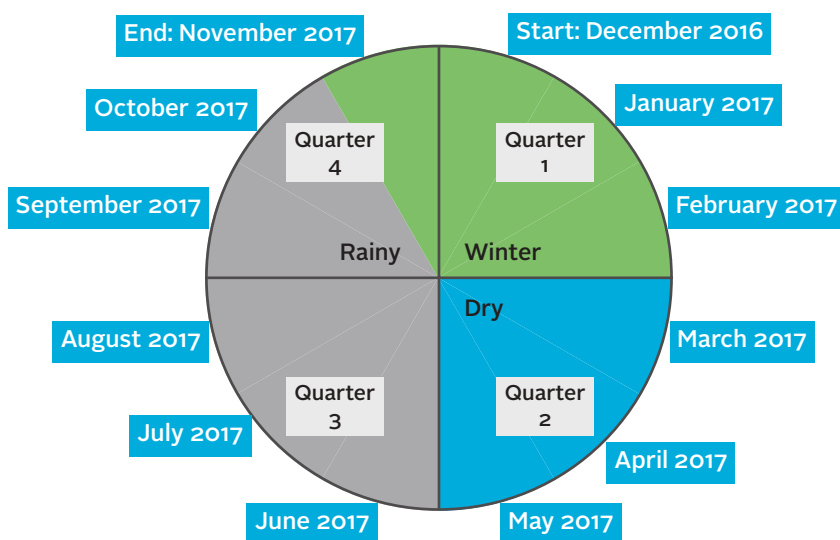 End: November 2017
Start: December 2016
October 2017
January 2017
Quarter
4
Quarter
1
September 2017
February 2017
Rainy
Winter
Dry
August 2017
March 2017
Quarter
3
Quarter
2
July 2017
April 2017
June 2017
May 2017